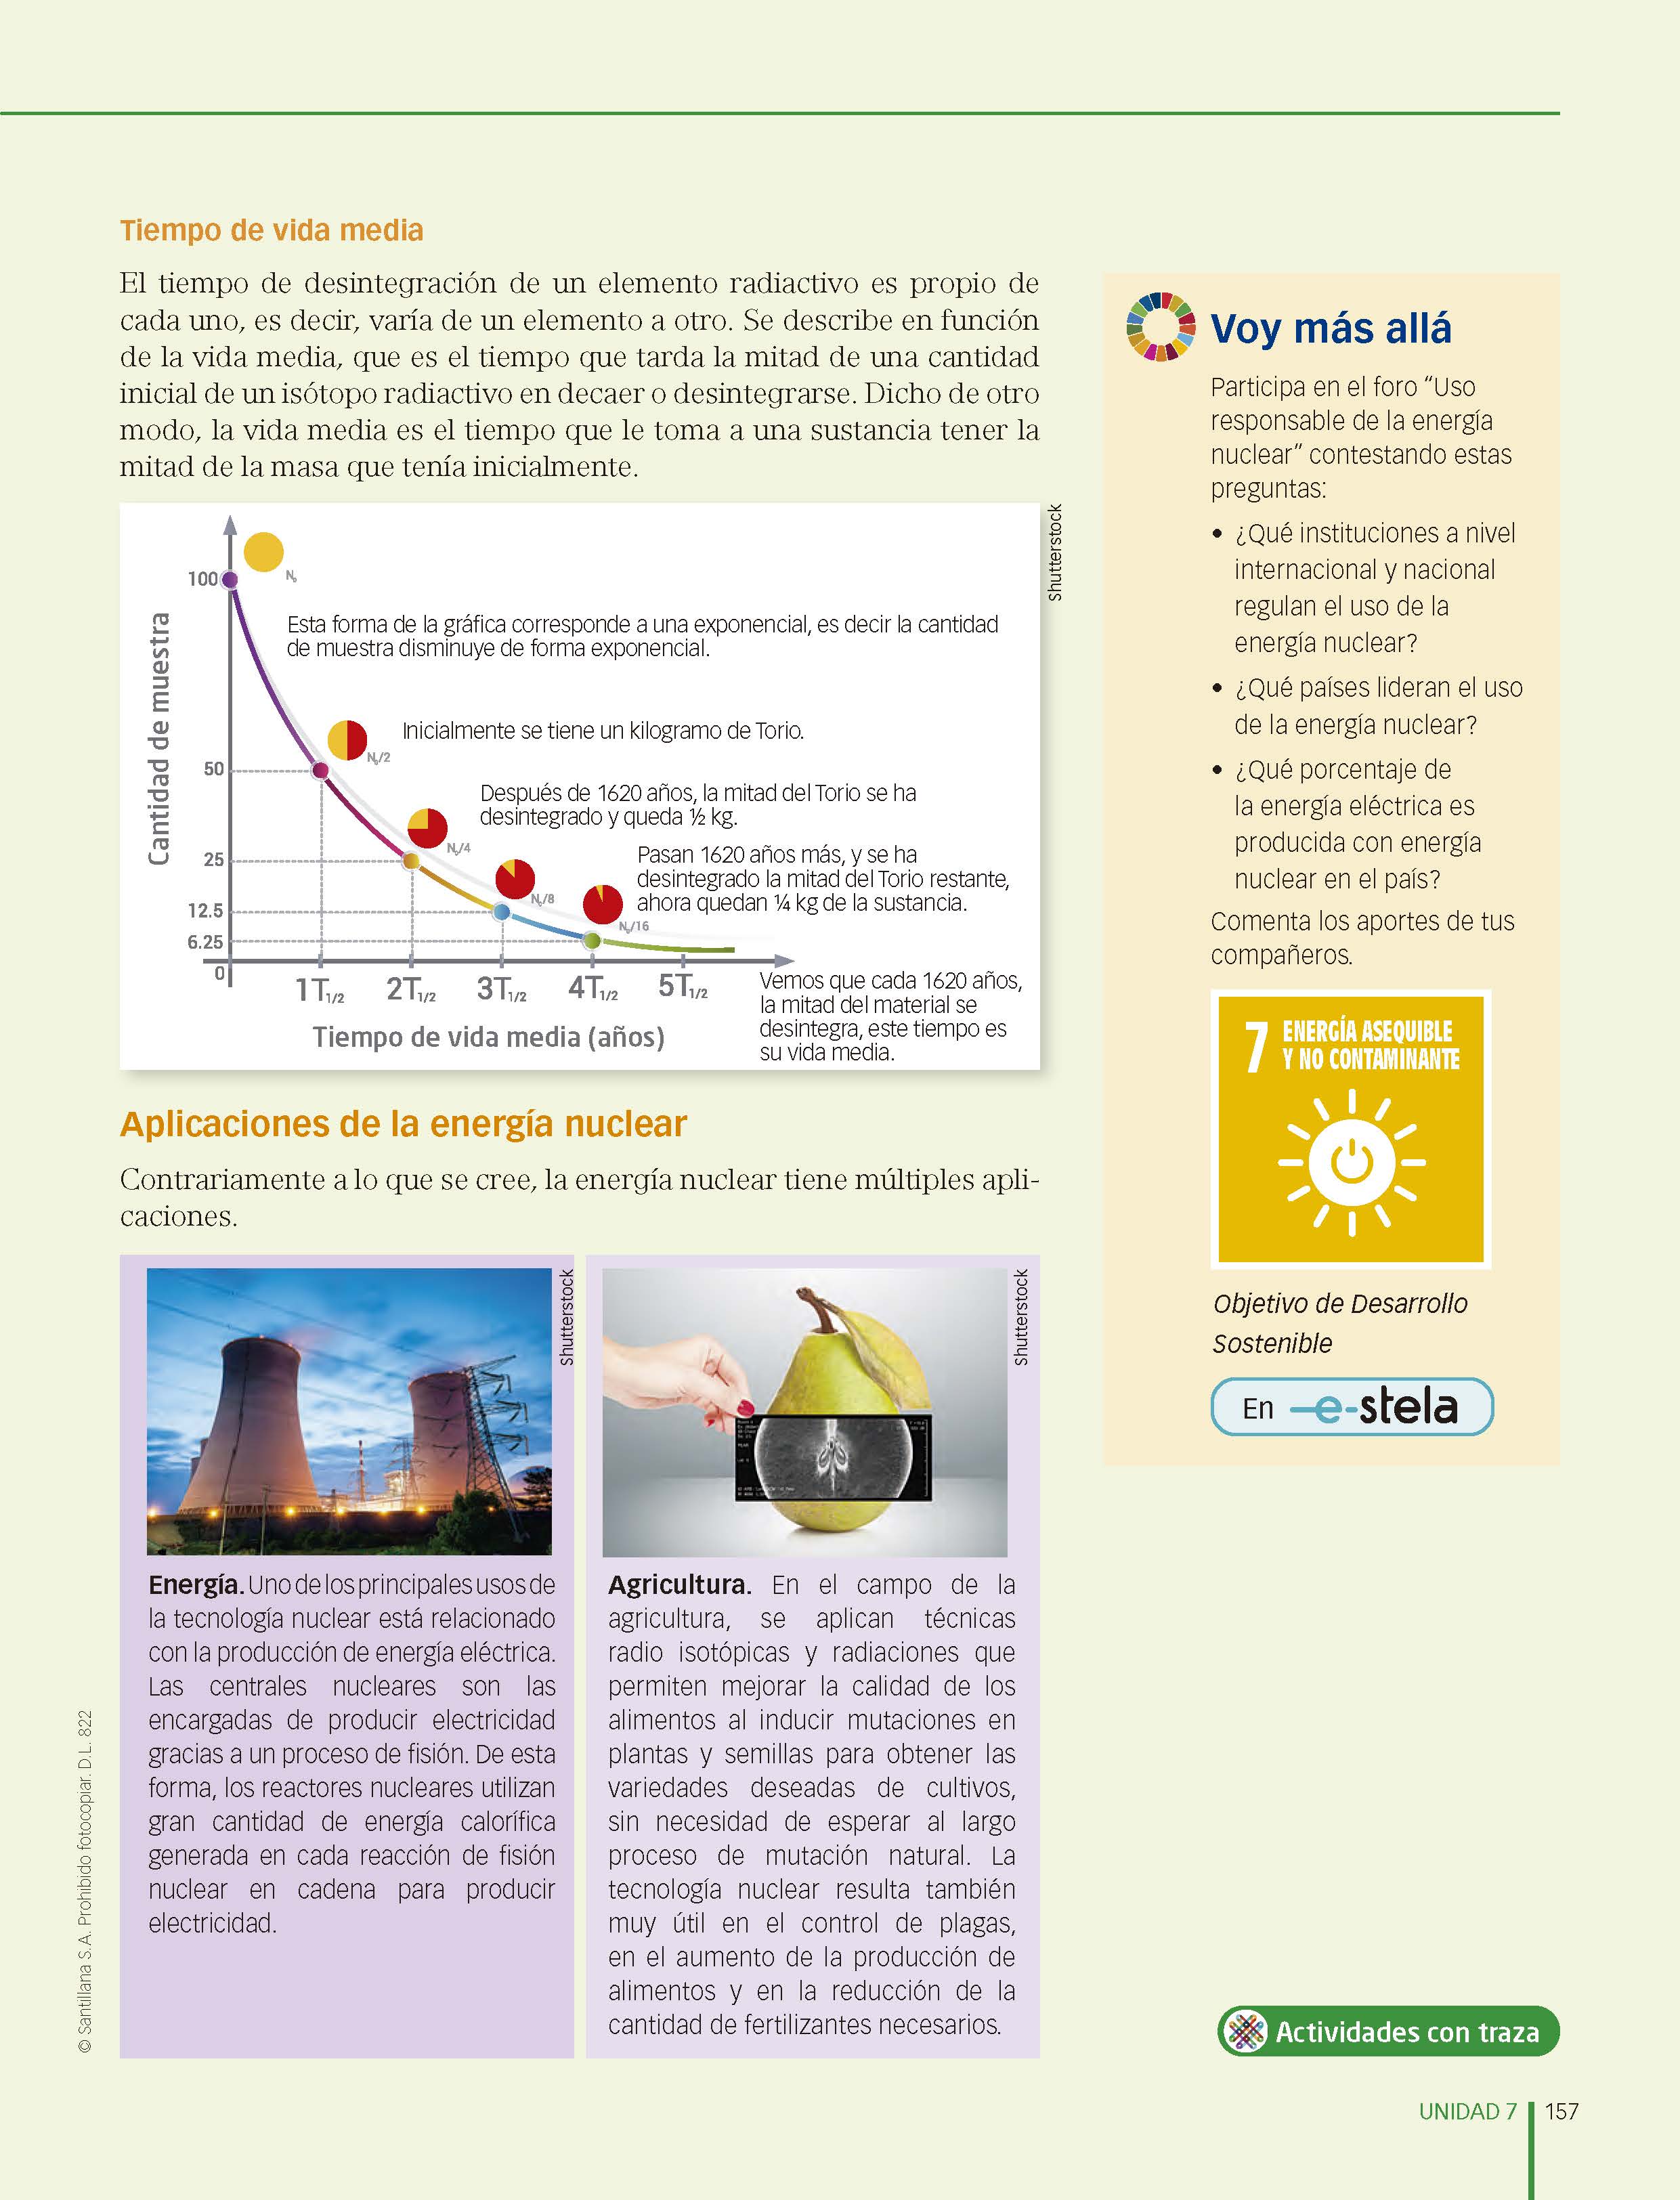 Tiempo de vida media
El tiempo de desintegración de un elemento radiactivo es propio de
cada uno, es decir, varía de un elemento a otro. Se describe en función
de la vida media, que es el tiempo que tarda la mitad de una cantidad
inicial de un isótopo radiactivo en decaer o desintegrarse. Dicho de otro
modo, la vida media es el tiempo que le toma a una sustancia tener la
mitad de la masa que tenía inicialmente.
Shutterstock
Cantidad de muestra
100
50
25
12.5
6.25
0
N₀
N₀/2
N₀/4
N₀/8
N₀/16
Esta forma de la gráfica corresponde a una exponencial, es decir la cantidad
de muestra disminuye de forma exponencial.
Inicialmente se tiene un kilogramo de Torio.
Después de 1620 años, la mitad del Torio se ha
desintegrado y queda ½ kg.
Pasan 1620 años más, y se ha
desintegrado la mitad del Torio restante,
ahora quedan ¼ kg de la sustancia.
1T1/2 2T1/2 3T1/2 4T1/2 5T1/2
Tiempo de vida media (años)
Vemos que cada 1620 años,
la mitad del material se
desintegra, este tiempo es
su vida media.
Aplicaciones de la energía nuclear
Contrariamente a lo que se cree, la energía nuclear tiene múltiples apli-
caciones.
Shutterstock
Energía. Uno de los principales usos de
la tecnología nuclear está relacionado
con la producción de energía eléctrica.
Las centrales nucleares son las
encargadas de producir electricidad
gracias a un proceso de fisión. De esta
forma, los reactores nucleares utilizan
gran cantidad de energía calorífica
generada en cada reacción de fisión
nuclear en cadena para producir
electricidad.
Shutterstock
Agricultura. En el campo de la
agricultura, se aplican técnicas
radio isotópicas y radiaciones que
permiten mejorar la calidad de los
alimentos al inducir mutaciones en
plantas y semillas para obtener las
variedades deseadas de cultivos,
sin necesidad de esperar al largo
proceso de mutación natural. La
tecnología nuclear resulta también
muy útil en el control de plagas,
en el aumento de la producción de
alimentos y en la reducción de la
cantidad de fertilizantes necesarios.
Voy más allá
Participa en el foro “Uso
responsable de la energía
nuclear” contestando estas
preguntas:
• ¿Qué instituciones a nivel
internacional y nacional
regulan el uso de la
energía nuclear?
• ¿Qué países lideran el uso
de la energía nuclear?
• ¿Qué porcentaje de
la energía eléctrica es
producida con energía
nuclear en el país?
Comenta los aportes de tus
compañeros.
7 ENERGÍA ASEQUIBLE
Y NO CONTAMINANTE
Objetivo de Desarrollo
Sostenible
En e-stela
Actividades con traza
© Santillana S.A. Prohibido fotocopiar. D.L. 822
UNIDAD 7 157